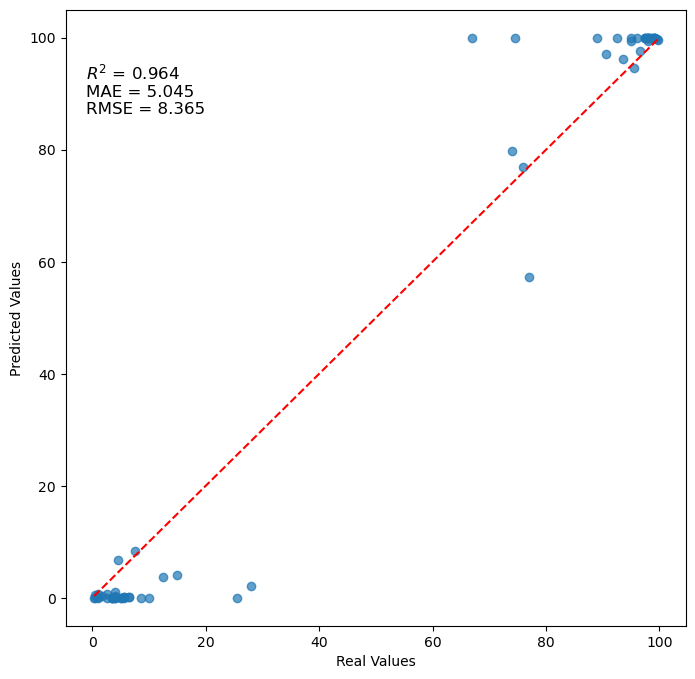 100
80
60
40
20
0
Predicted Values
R² = 0.964
MAE = 5.045
RMSE = 8.365
0 20 40 60 80 100
Real Values